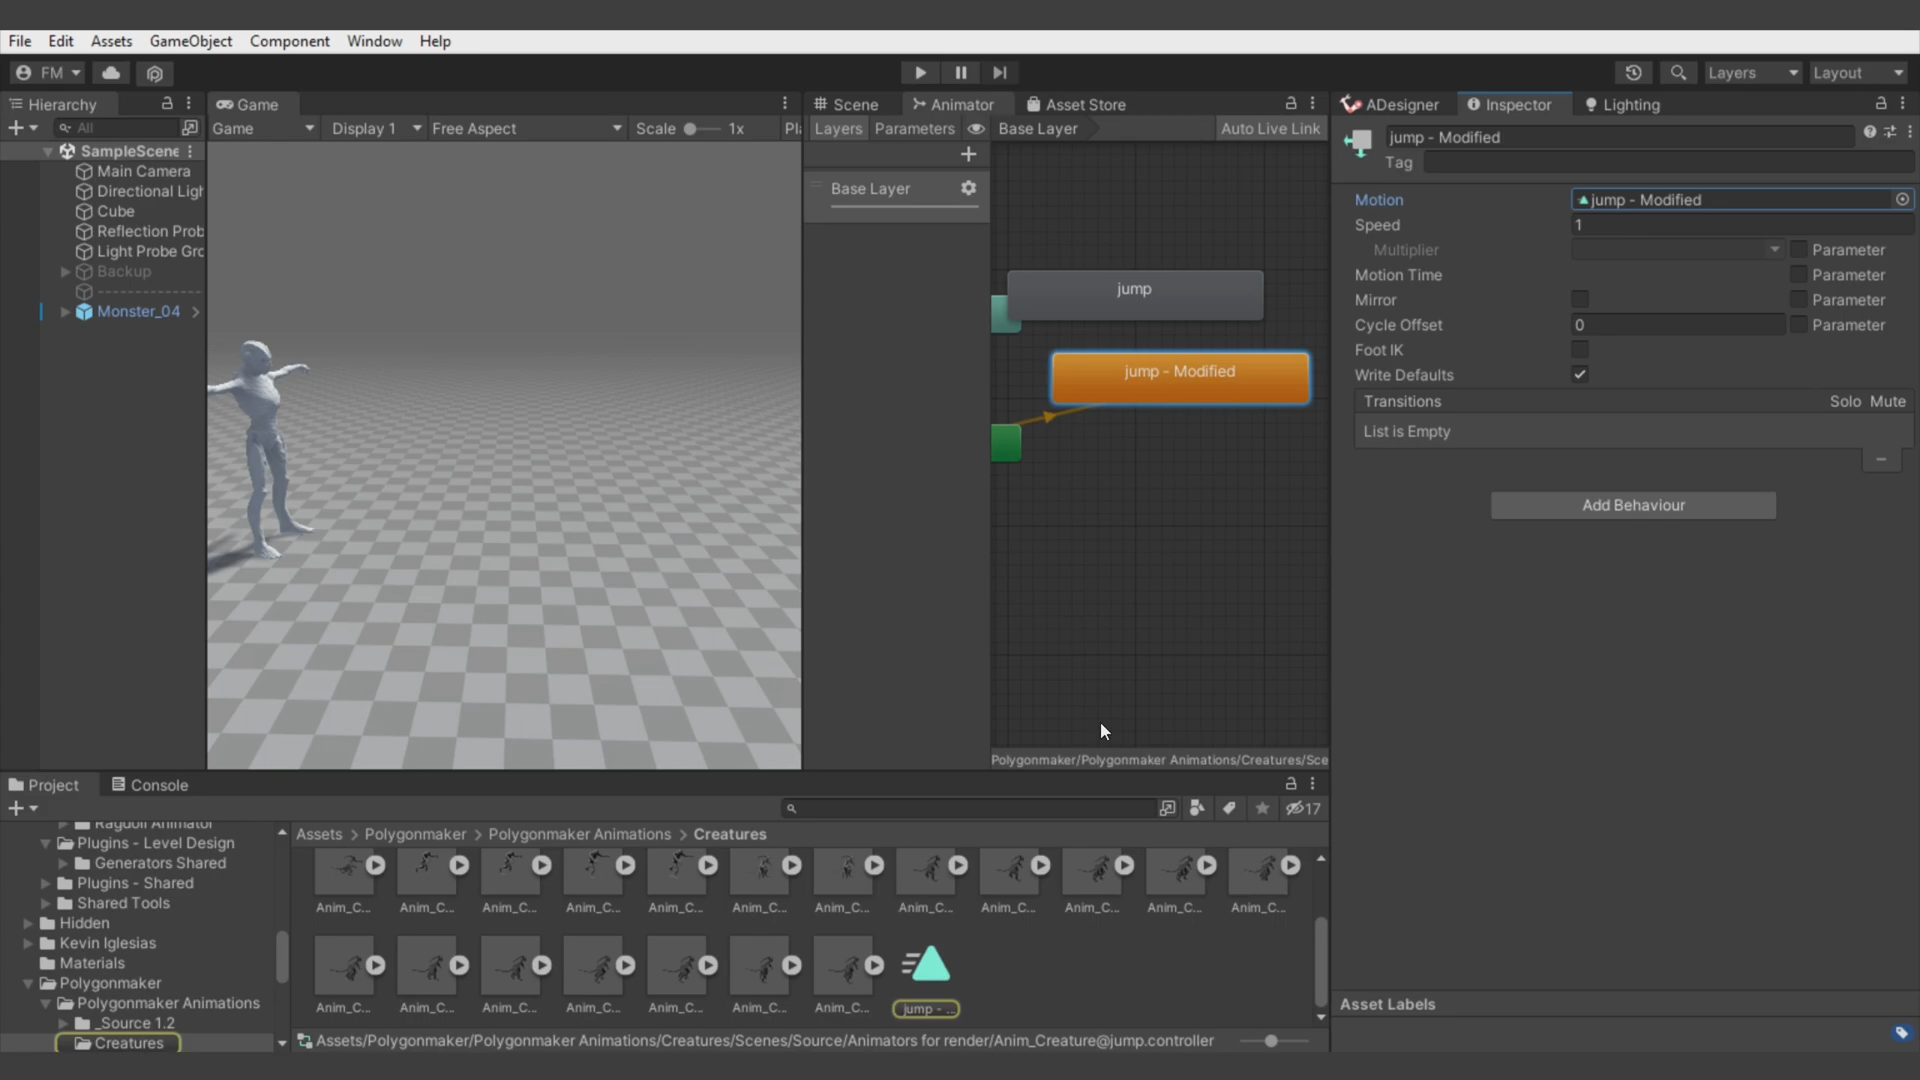 File Edit Assets GameObject Component Window Help
FM Layers Layout
Hierarchy Game Scene Animator Asset Store ADesigner Inspector Lighting
All Game Display 1 Free Aspect Scale 1x Layers Parameters Base Layer Auto Live Link
jump - Modified
Tag
SampleScene
Main Camera
Directional Ligh
Cube
Reflection Prob
Light Probe Gro
Backup
--------------
Monster_04
Base Layer
jump
jump - Modified
Polygonmaker/Polygonmaker Animations/Creatures/Sce
Motion jump - Modified
Speed 1
Multiplier Parameter
Motion Time Parameter
Mirror Parameter
Cycle Offset 0 Parameter
Foot IK
Write Defaults
Transitions Solo Mute
List is Empty
Add Behaviour
Project Console
17
Ragdoll Animator
Plugins - Level Design
Generators Shared
Plugins - Shared
Shared Tools
Hidden
Kevin Iglesias
Materials
Polygonmaker
Polygonmaker Animations
_Source 1.2
Creatures
Assets > Polygonmaker > Polygonmaker Animations > Creatures
Anim_C... Anim_C... Anim_C... Anim_C... Anim_C... Anim_C... Anim_C... Anim_C... Anim_C... Anim_C... Anim_C... Anim_C...
Anim_C... Anim_C... Anim_C... Anim_C... Anim_C... Anim_C... Anim_C... jump - ...
Assets/Polygonmaker/Polygonmaker Animations/Creatures/Scenes/Source/Animators for render/Anim_Creature@jump.controller
Asset Labels